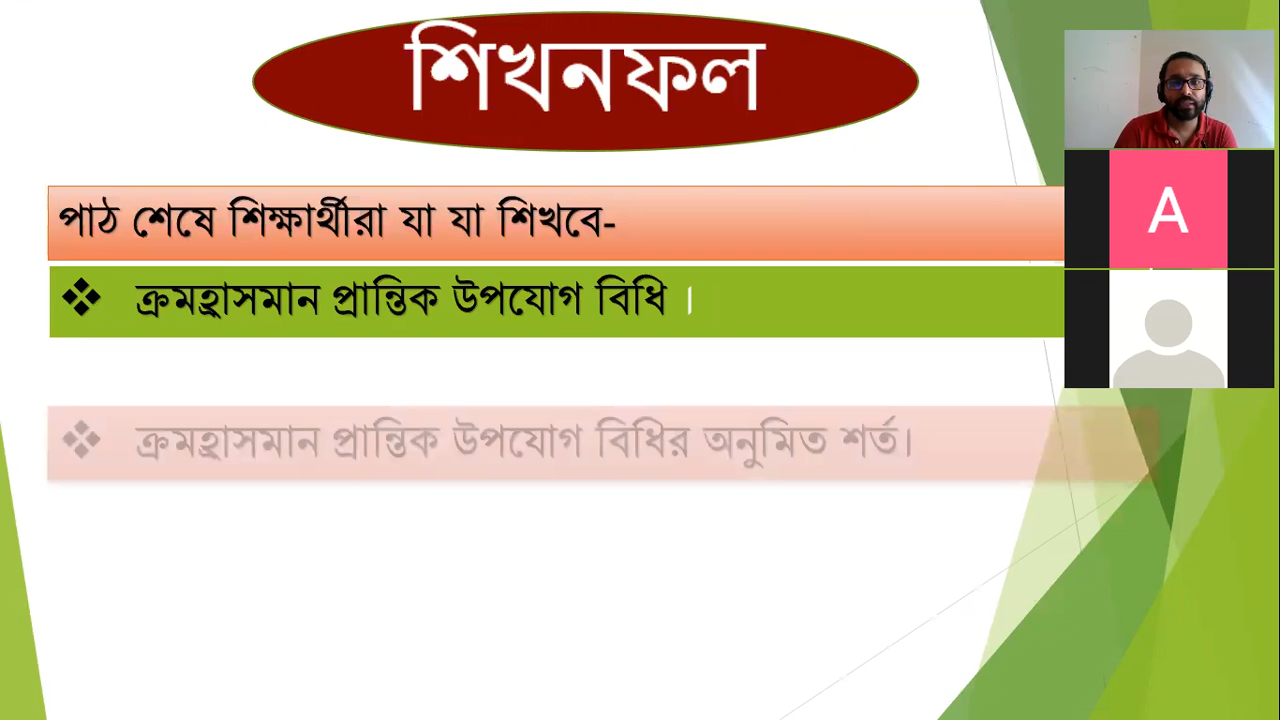 শিখনফল
পাঠ শেষে শিক্ষার্থীরা যা যা শিখবে-
❖ ক্রমহ্রাসমান প্রান্তিক উপযোগ বিধি ।
❖ ক্রমহ্রাসমান প্রান্তিক উপযোগ বিধির অনুমিত শর্ত।
A